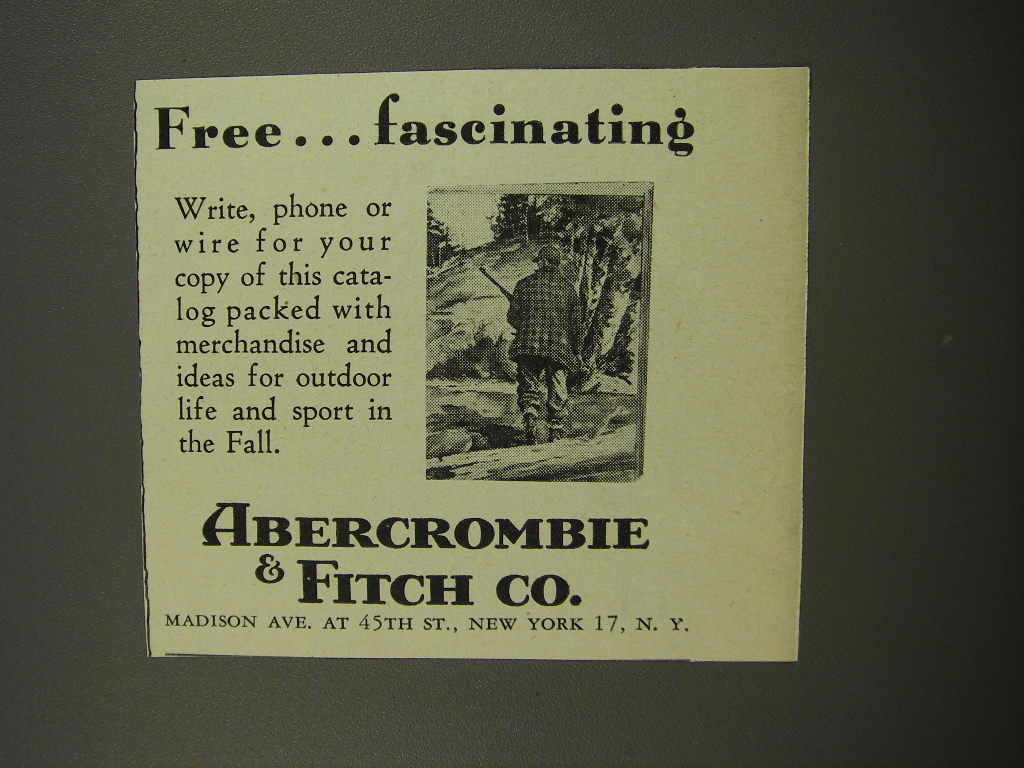 Free... fascinating
Write, phone or
wire for your
copy of this cata-
log packed with
merchandise and
ideas for outdoor
life and sport in
the Fall.
ABERCROMBIE
& FITCH CO.
MADISON AVE. AT 45TH ST., NEW YORK 17, N. Y.